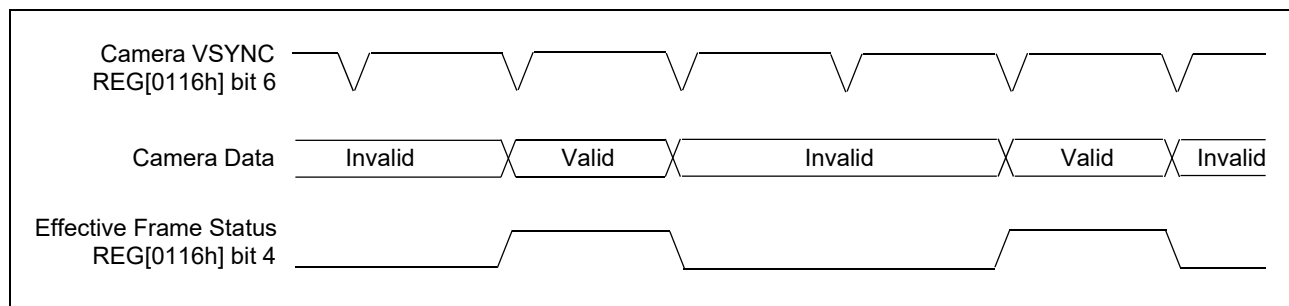 Camera VSYNC
REG[0116h] bit 6
Camera Data
Invalid
Valid
Invalid
Valid
Invalid
Effective Frame Status
REG[0116h] bit 4